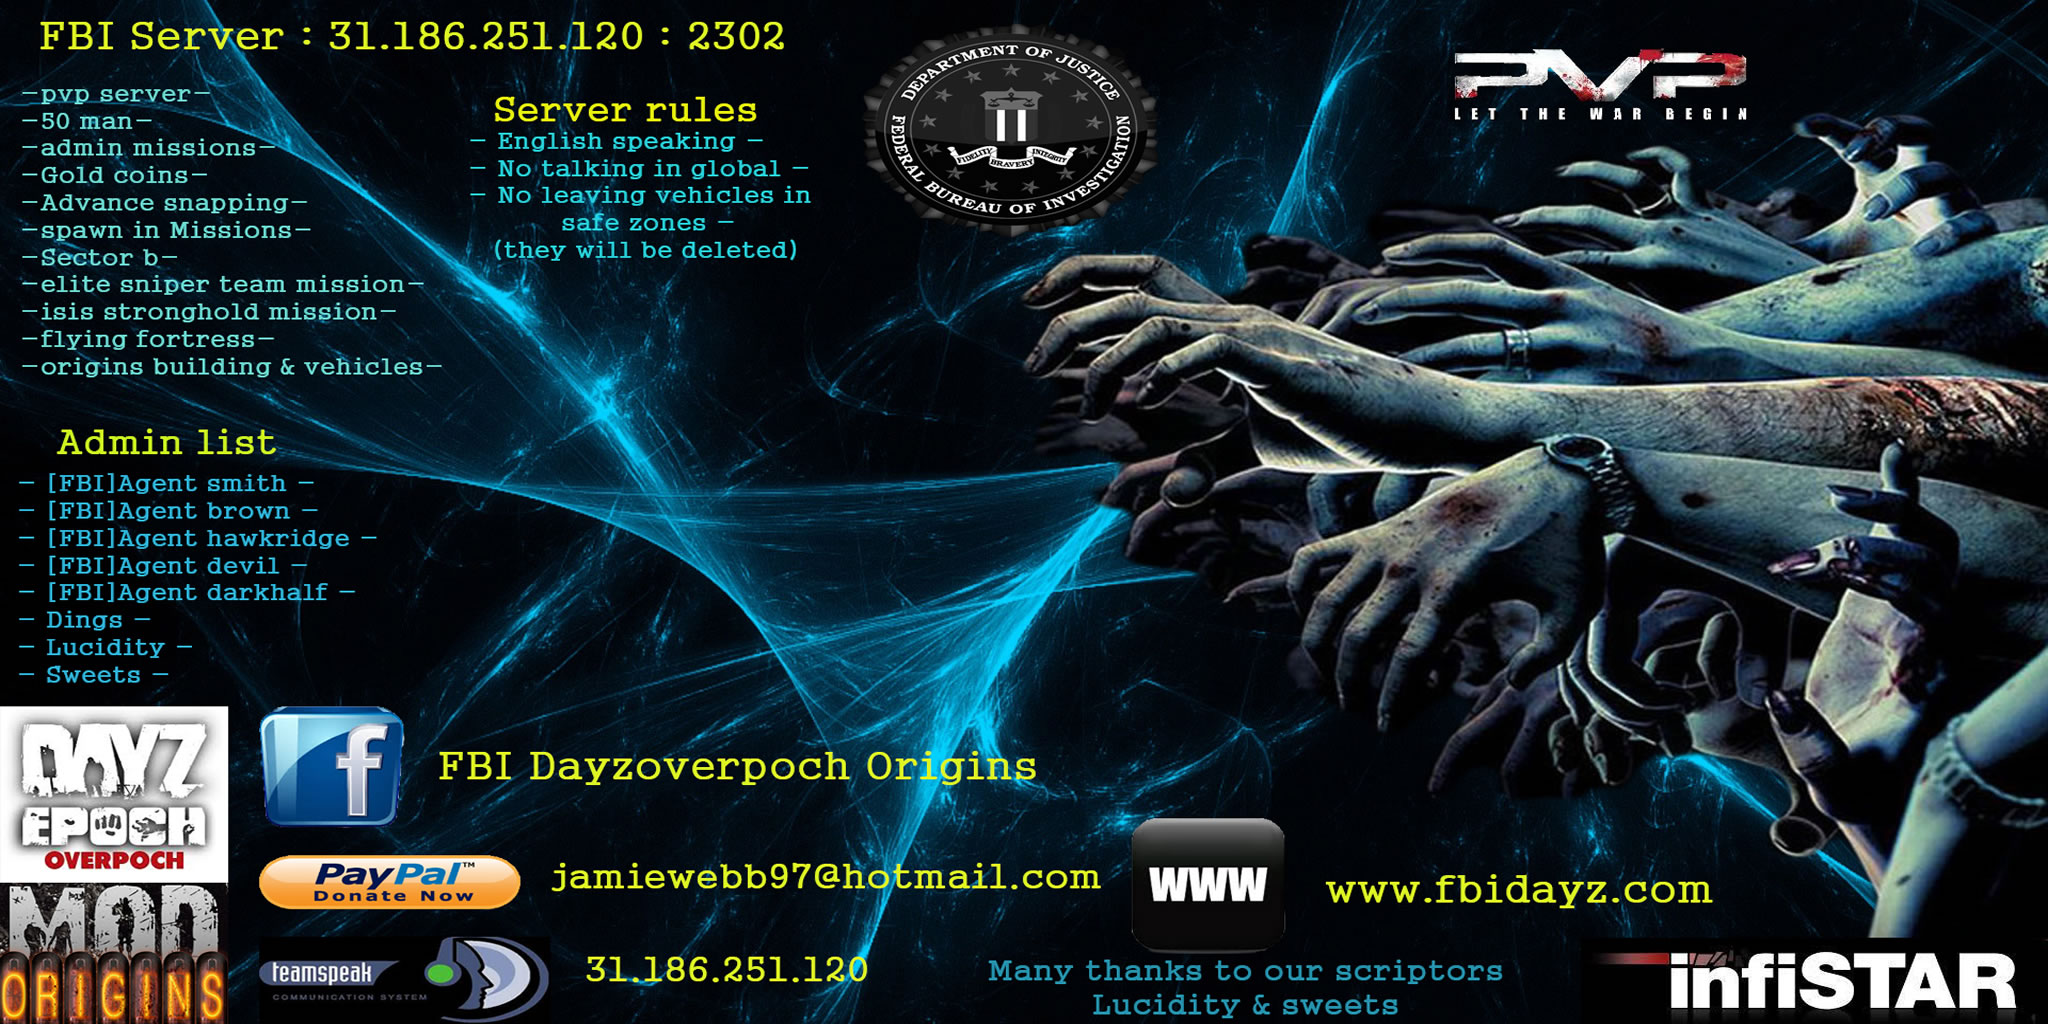 FBI Server : 31.186.251.120 : 2302
-pvp server-
-50 man-
-admin missions-
-Gold coins-
-Advance snapping-
-spawn in Missions-
-Sector b-
-elite sniper team mission-
-isis stronghold mission-
-flying fortress-
-origins building & vehicles-
Server rules
- English speaking -
- No talking in global -
- No leaving vehicles in
safe zones -
(they will be deleted)
DEPARTMENT OF JUSTICE
FIDELITY BRAVERY INTEGRITY
FEDERAL BUREAU OF INVESTIGATION
PVP
LET THE WAR BEGIN
Admin list
- [FBI]Agent smith -
- [FBI]Agent brown -
- [FBI]Agent hawkridge -
- [FBI]Agent devil -
- [FBI]Agent darkhalf -
- Dings -
- Lucidity -
- Sweets -
DAYZ
EPOCH
OVERPOCH
MOD
ORIGINS
f
FBI Dayzoverpoch Origins
PayPal™
Donate Now
jamiewebb97@hotmail.com
teamspeak
COMMUNICATION SYSTEM
31.186.251.120
www
www.fbidayz.com
Many thanks to our scriptors
Lucidity & sweets
infiSTAR